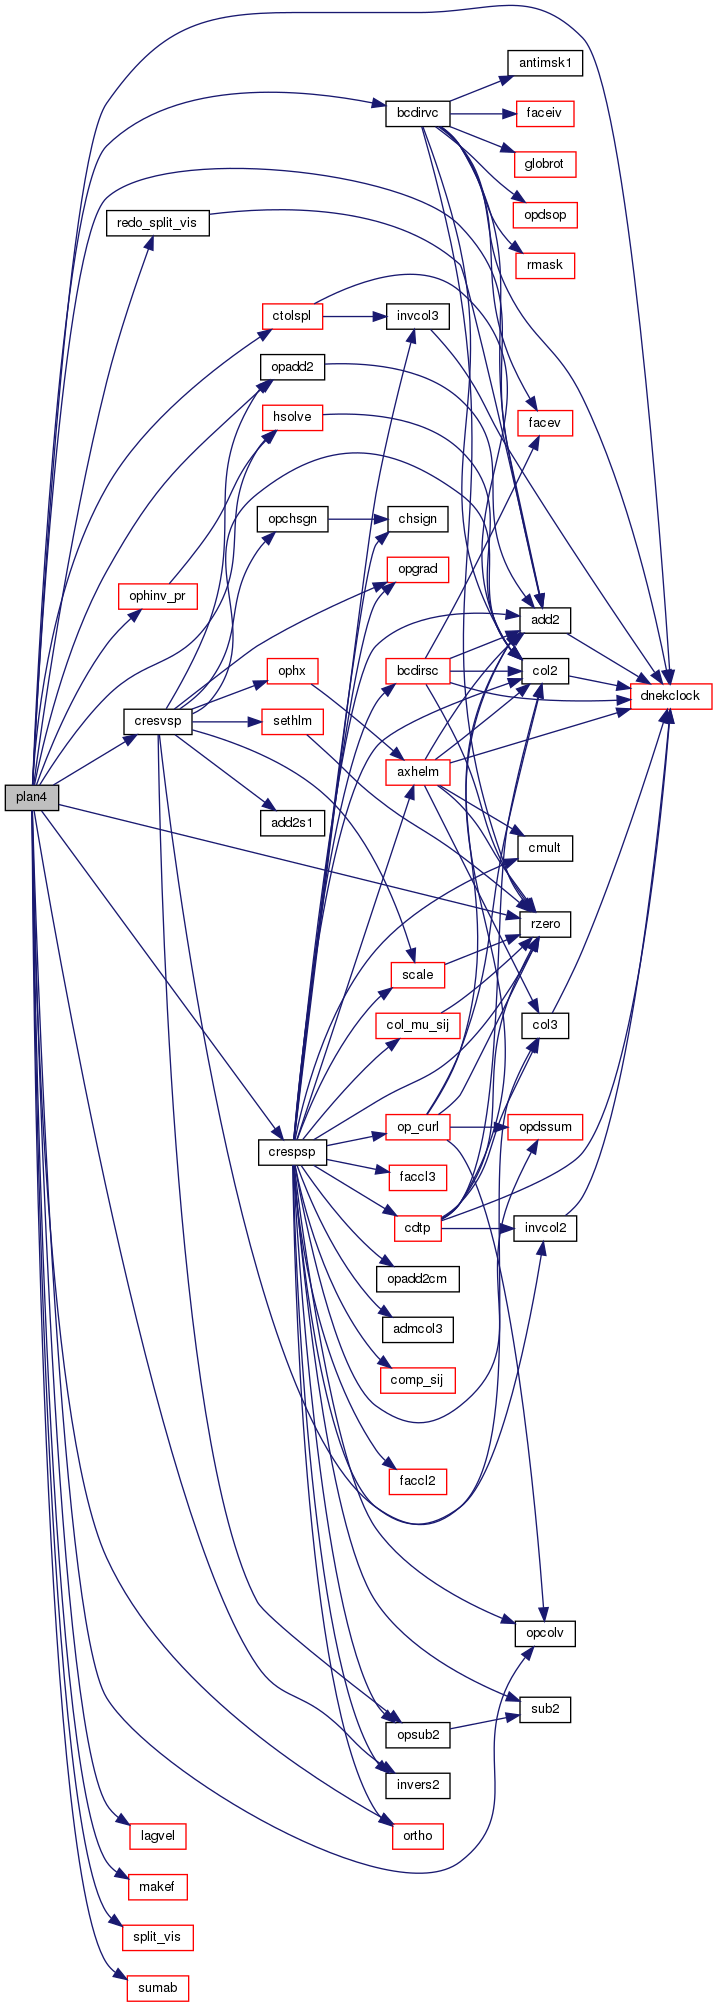 antimsk1
bcdirvc
faceiv
globrot
opdsop
redo_split_vis
rmask
ctolspl
invcol3
opadd2
hsolve
facev
opchsgn
chsign
opgrad
ophinv_pr
add2
ophx
bcdirsc
col2
dnekclock
cresvsp
sethlm
axhelm
plan4
add2s1
cmult
rzero
scale
col_mu_sij
col3
op_curl
opdssum
crespsp
faccl3
cdtp
invcol2
opadd2cm
admcol3
comp_sij
faccl2
opcolv
sub2
opsub2
invers2
lagvel
ortho
makef
split_vis
sumab